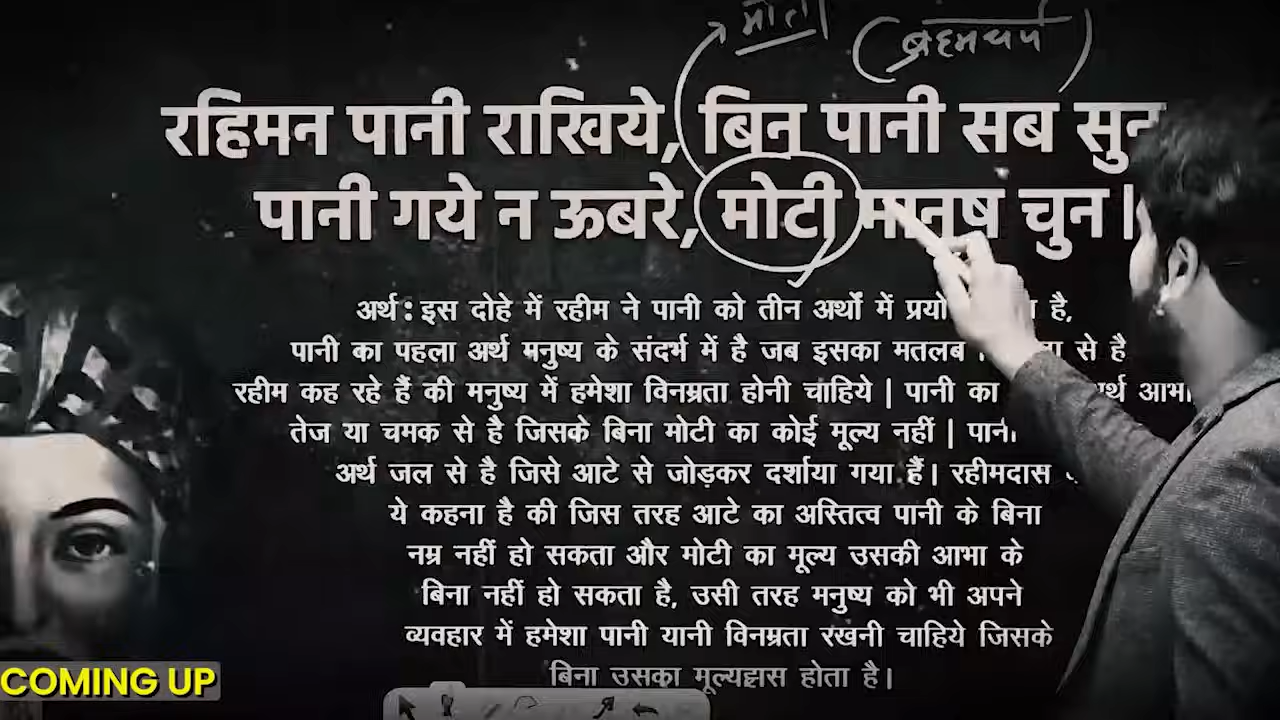 मोती
(ब्रह्मचर्य)
रहिमन पानी राखिये, बिन पानी सब सुन
पानी गये न ऊबरे, मोटी मानुष चुन।
अर्थ: इस दोहे में रहीम ने पानी को तीन अर्थों में है,
पानी का पहला अर्थ मनुष्य के संदर्भ में है जब इसका मतलब से है
रहीम कह रहे हैं की मनुष्य में हमेशा विनम्रता होनी चाहिये | पानी का
तेज या चमक से है जिसके बिना मोटी का कोई मूल्य नहीं |
अर्थ जल से है जिसे आटे से जोड़कर दर्शाया गया हैं। रहीमदास
ये कहना है की जिस तरह आटे का अस्तित्व पानी के बिना
नम्र नहीं हो सकता और मोटी का मूल्य उसकी आभा के
बिना नहीं हो सकता है, उसी तरह मनुष्य को भी अपने
व्यवहार में हमेशा पानी यानी विनम्रता रखनी चाहिये जिसके
बिना उसका मूल्यह्रास होता है।
COMING UP